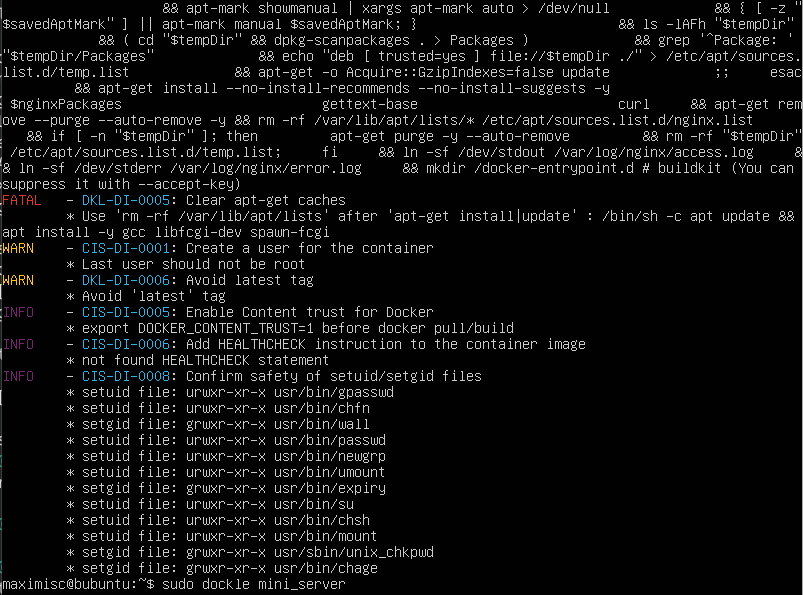 && apt-mark showmanual | xargs apt-mark auto > /dev/null && { [ -z "
$savedAptMark" ] || apt-mark manual $savedAptMark; } && ls -lAFh "$tempDir"
&& ( cd "$tempDir" && dpkg-scanpackages . > Packages ) && grep '^Package: '
"$tempDir/Packages" && echo "deb [ trusted=yes ] file://$tempDir ./" > /etc/apt/sources.
list.d/temp.list && apt-get -o Acquire::GzipIndexes=false update ;; esac
&& apt-get install --no-install-recommends --no-install-suggests -y
$nginxPackages gettext-base curl && apt-get rem
ove --purge --auto-remove -y && rm -rf /var/lib/apt/lists/* /etc/apt/sources.list.d/nginx.list
&& if [ -n "$tempDir" ]; then apt-get purge -y --auto-remove && rm -rf "$tempDir"
/etc/apt/sources.list.d/temp.list; fi && ln -sf /dev/stdout /var/log/nginx/access.log &
& ln -sf /dev/stderr /var/log/nginx/error.log && mkdir /docker-entrypoint.d # buildkit (You can
suppress it with --accept-key)
FATAL - DKL-DI-0005: Clear apt-get caches
* Use 'rm -rf /var/lib/apt/lists' after 'apt-get install|update' : /bin/sh -c apt update &&
apt install -y gcc libfcgi-dev spawn-fcgi
WARN - CIS-DI-0001: Create a user for the container
* Last user should not be root
WARN - DKL-DI-0006: Avoid latest tag
* Avoid 'latest' tag
INFO - CIS-DI-0005: Enable Content trust for Docker
* export DOCKER_CONTENT_TRUST=1 before docker pull/build
INFO - CIS-DI-0006: Add HEALTHCHECK instruction to the container image
* not found HEALTHCHECK statement
INFO - CIS-DI-0008: Confirm safety of setuid/setgid files
* setuid file: urwxr-xr-x usr/bin/gpasswd
* setuid file: urwxr-xr-x usr/bin/chfn
* setgid file: grwxr-xr-x usr/bin/wall
* setuid file: urwxr-xr-x usr/bin/passwd
* setuid file: urwxr-xr-x usr/bin/newgrp
* setuid file: urwxr-xr-x usr/bin/umount
* setgid file: grwxr-xr-x usr/bin/expiry
* setuid file: urwxr-xr-x usr/bin/su
* setuid file: urwxr-xr-x usr/bin/chsh
* setuid file: urwxr-xr-x usr/bin/mount
* setgid file: grwxr-xr-x usr/sbin/unix_chkpwd
* setgid file: grwxr-xr-x usr/bin/chage
maximisc@bubuntu:~$ sudo dockle mini_server